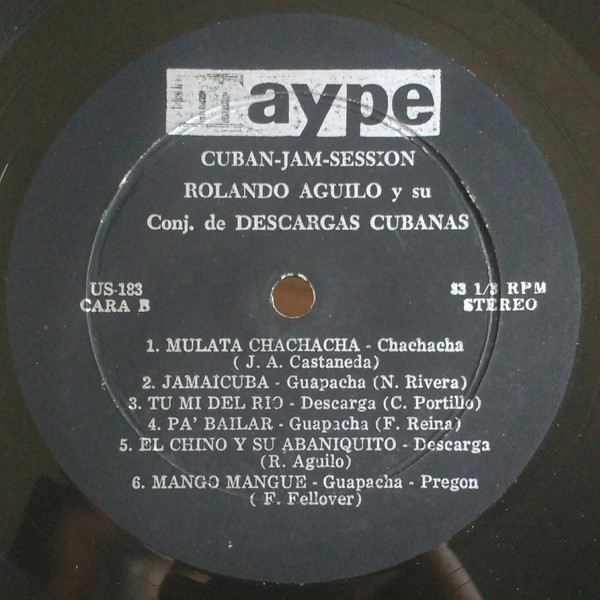 Maype
CUBAN-JAM-SESSION
ROLANDO AGUILO y su
Conj. de DESCARGAS CUBANAS
US-183
CARA B
33 1/3 RPM
STEREO
1. MULATA CHACHACHA - Chachacha
( J. A. Castaneda)
2. JAMAICUBA - Guapacha (N. Rivera)
3. TU MI DEL RIO - Descarga (C. Portillo)
4. PA' BAILAR - Guapacha (F. Reina)
5. EL CHINO Y SU ABANIQUITO - Descarga
(R. Aguilo)
6. MANGO MANGUE - Guapacha - Pregon
( F. Fellover)